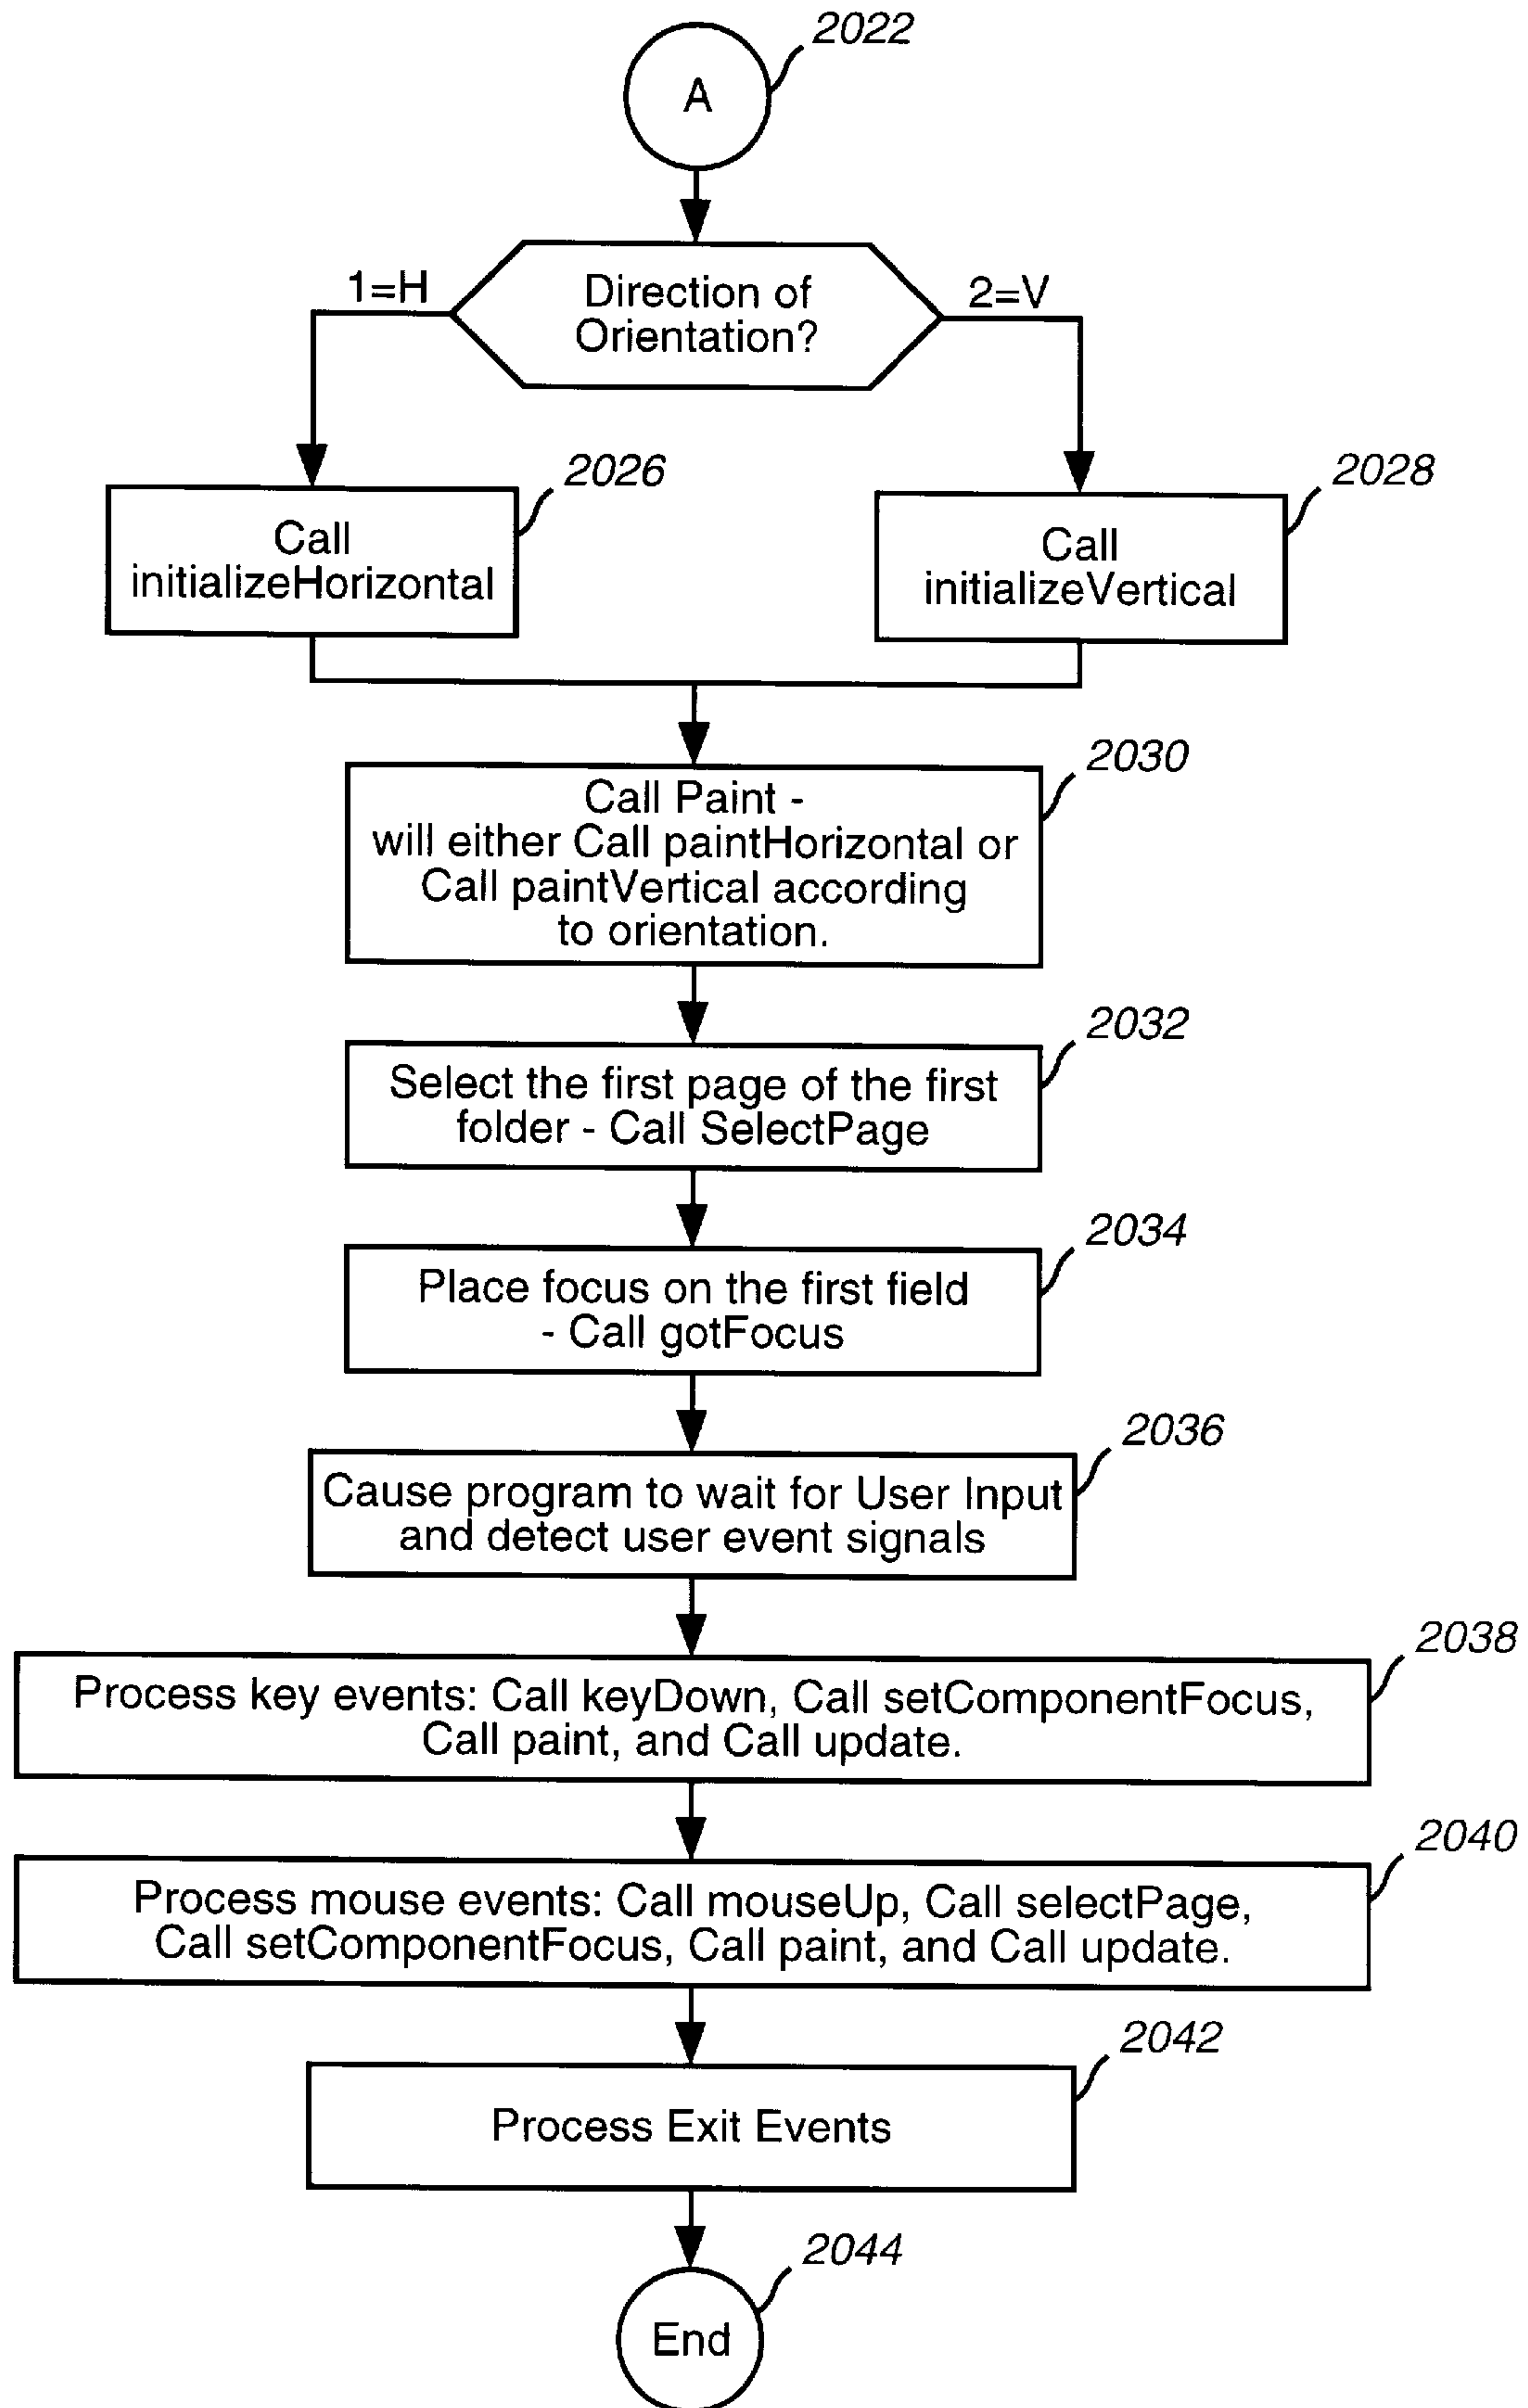 2022
A
1=H
Direction of
Orientation?
2=V
2026
Call
initializeHorizontal
2028
Call
initializeVertical
2030
Call Paint -
will either Call paintHorizontal or
Call paintVertical according
to orientation.
2032
Select the first page of the first
folder - Call SelectPage
2034
Place focus on the first field
- Call gotFocus
2036
Cause program to wait for User Input
and detect user event signals
2038
Process key events: Call keyDown, Call setComponentFocus,
Call paint, and Call update.
2040
Process mouse events: Call mouseUp, Call selectPage,
Call setComponentFocus, Call paint, and Call update.
2042
Process Exit Events
2044
End